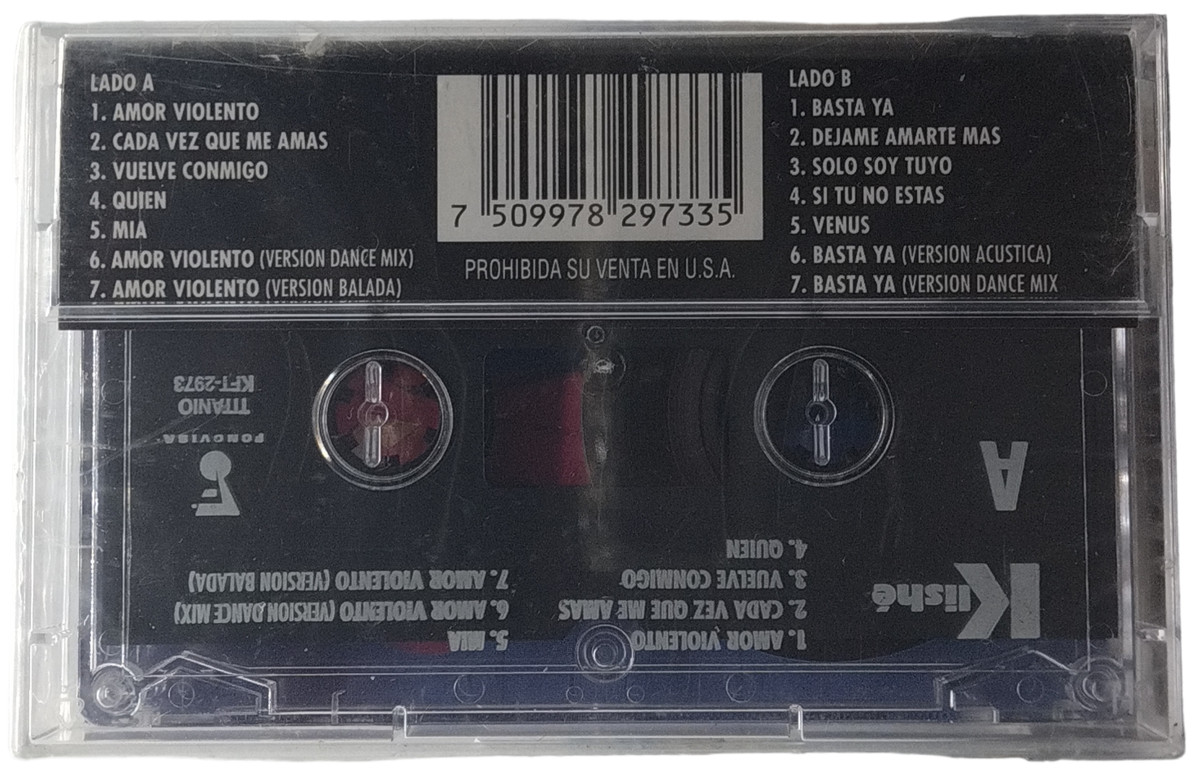 LADO A
1. AMOR VIOLENTO
2. CADA VEZ QUE ME AMAS
3. VUELVE CONMIGO
4. QUIEN
5. MIA
6. AMOR VIOLENTO (VERSION DANCE MIX)
7. AMOR VIOLENTO (VERSION BALADA)
7 509978 297335
PROHIBIDA SU VENTA EN U.S.A.
LADO B
1. BASTA YA
2. DEJAME AMARTE MAS
3. SOLO SOY TUYO
4. SI TU NO ESTAS
5. VENUS
6. BASTA YA (VERSION ACUSTICA)
7. BASTA YA (VERSION DANCE MIX
Klishé
1. AMOR VIOLENTO
2. CADA VEZ QUE ME AMAS
3. VUELVE CONMIGO
4. QUIEN
5. MIA
6. AMOR VIOLENTO (VERSION DANCE MIX)
7. AMOR VIOLENTO (VERSION BALADA)
A
F
FONOVISA
TITANIO
KFT-2973